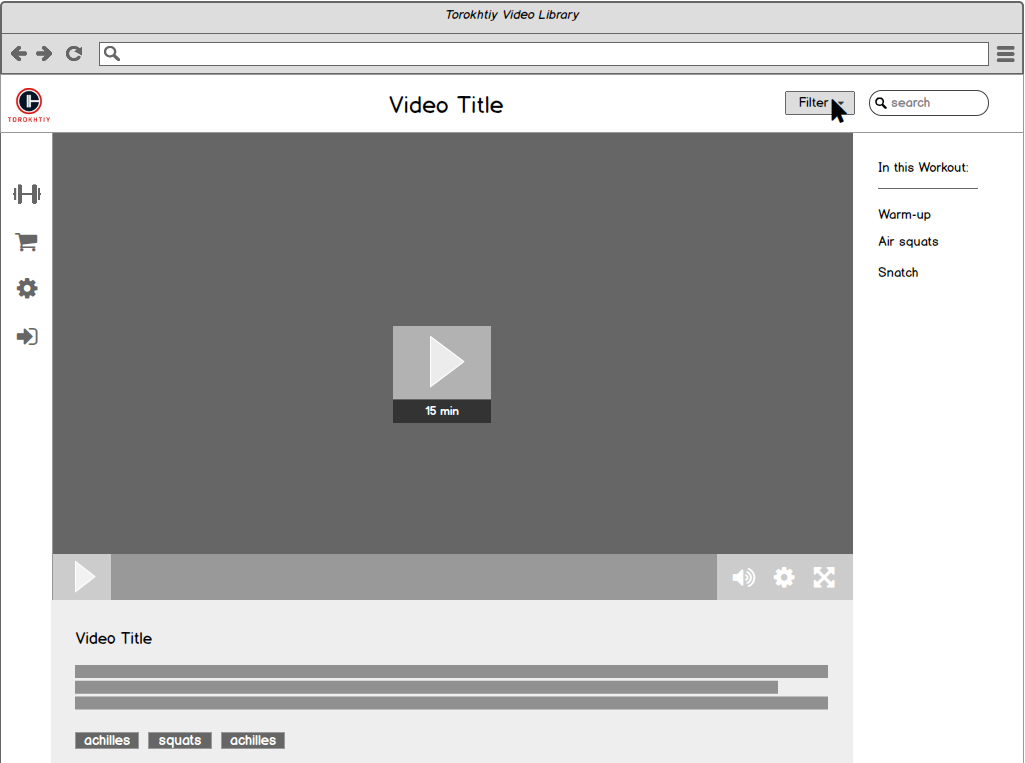 Torokhtiy Video Library
TOROKHTIY
Video Title
Filter
search
In this Workout:
Warm-up
Air squats
Snatch
15 min
Video Title
achilles squats achilles